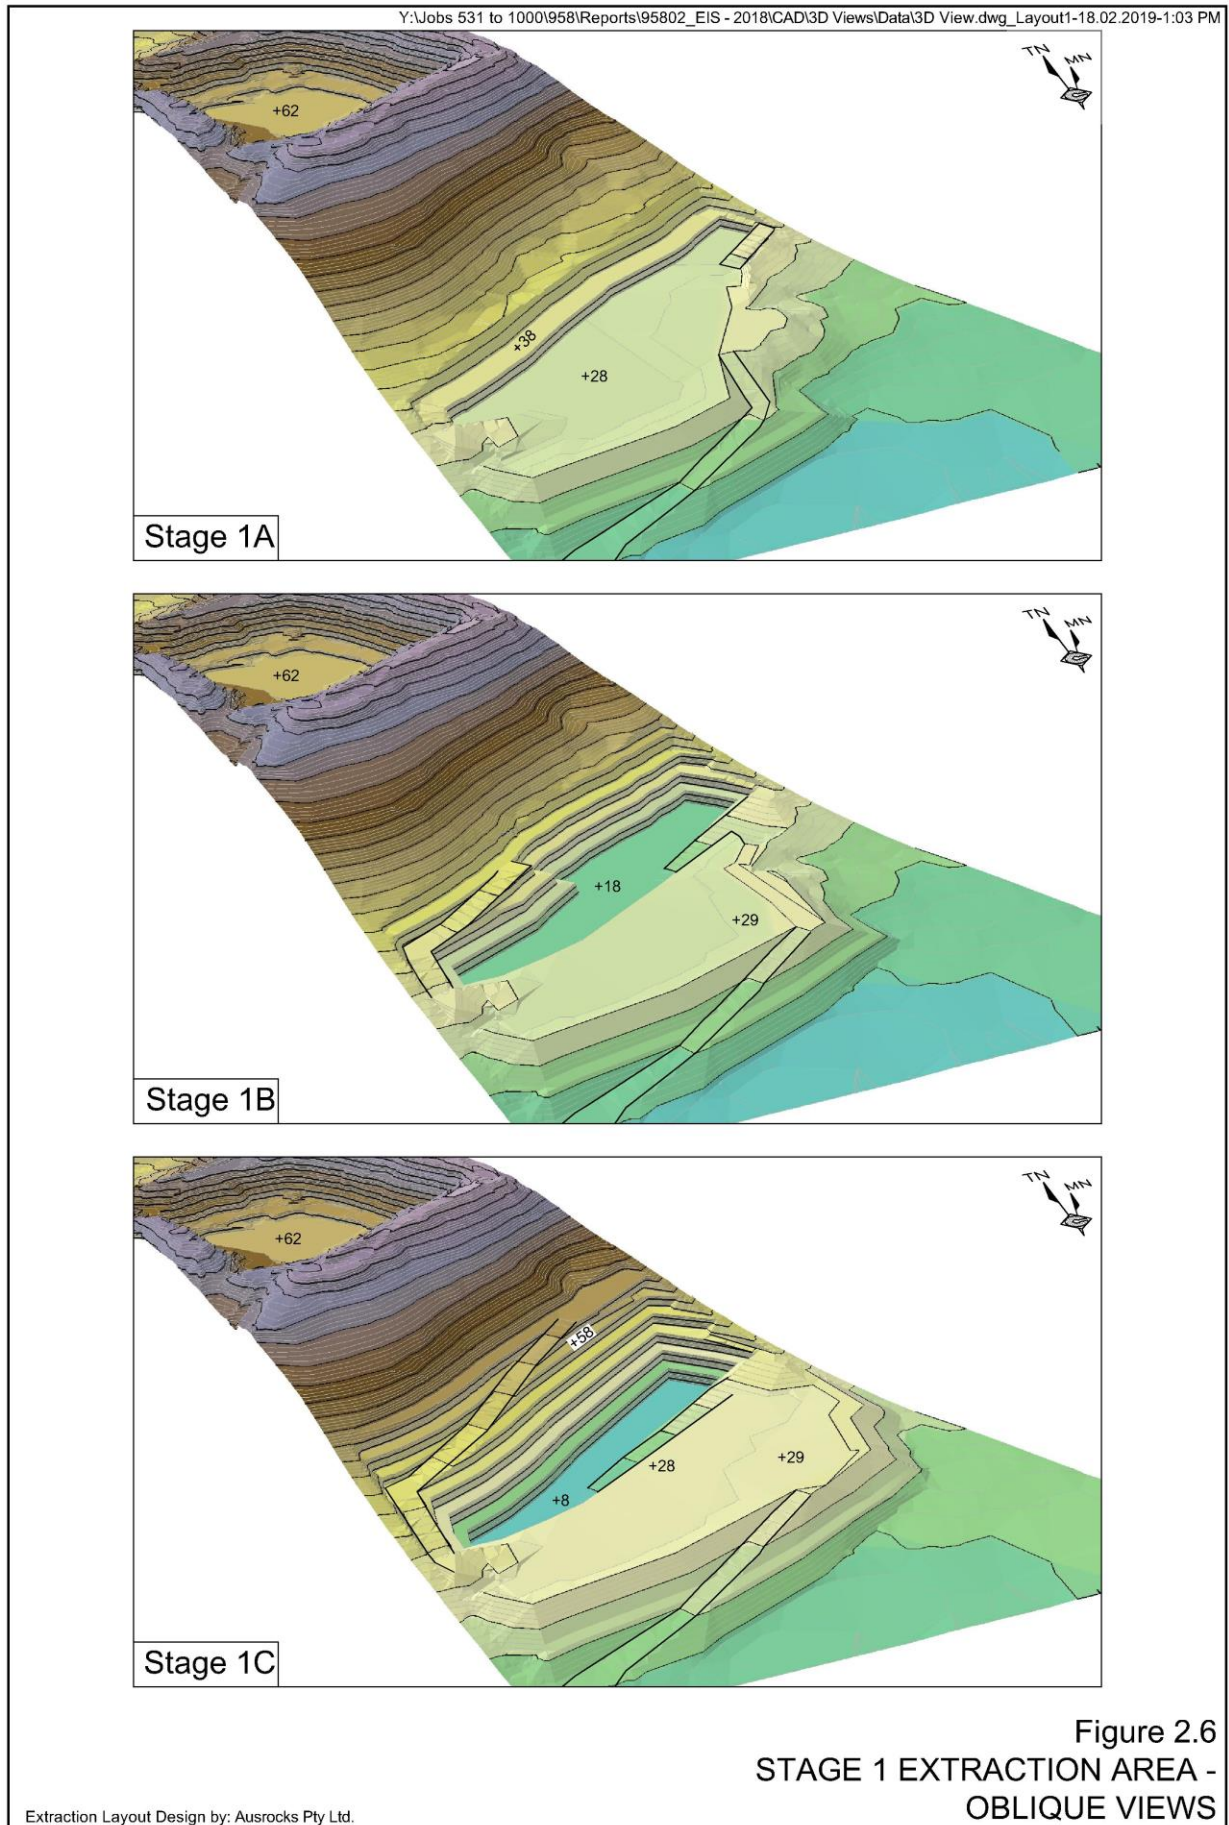 Y:\Jobs 531 to 1000\958\Reports\95802_EIS - 2018\CAD\3D Views\Data\3D View.dwg_Layout1-18.02.2019-1:03 PM
TN MN
+62
+38
+28
Stage 1A
TN MN
+62
+18
+29
Stage 1B
TN MN
+62
+58
+28
+29
+8
Stage 1C
Figure 2.6
STAGE 1 EXTRACTION AREA -
OBLIQUE VIEWS
Extraction Layout Design by: Ausrocks Pty Ltd.